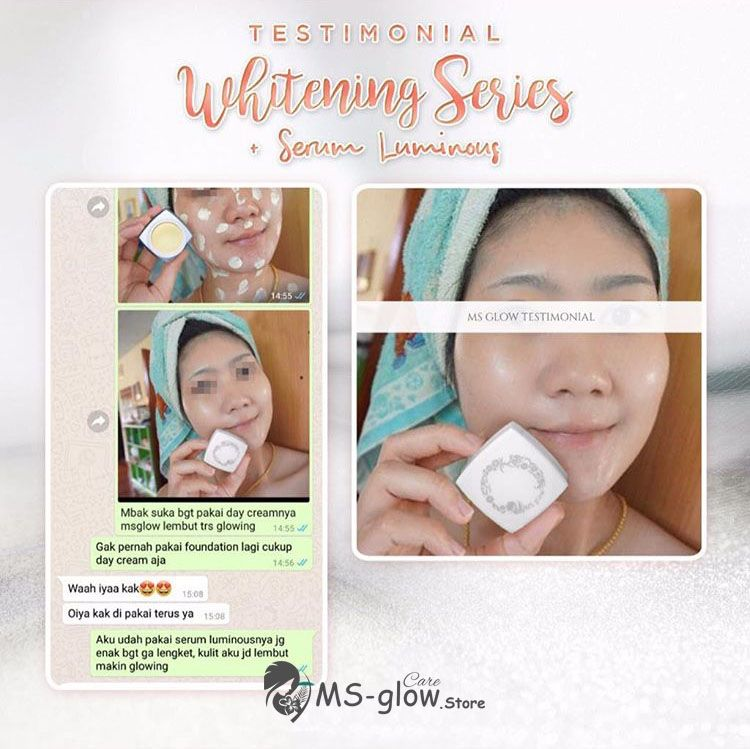 TESTIMONIAL
Whitening Series
+ Serum Luminous
14:55
Mbak suka bgt pakai day creamnya
msglow lembut trs glowing
14:55
Gak pernah pakai foundation lagi cukup
day cream aja
14:56
Waah iyaa kak😍😍
15:08
Oiya kak di pakai terus ya
15:08
Aku udah pakai serum luminousnya jg
enak bgt ga lengket, kulit aku jd lembut
makin glowing
MS GLOW TESTIMONIAL
Care
MS-glow.Store